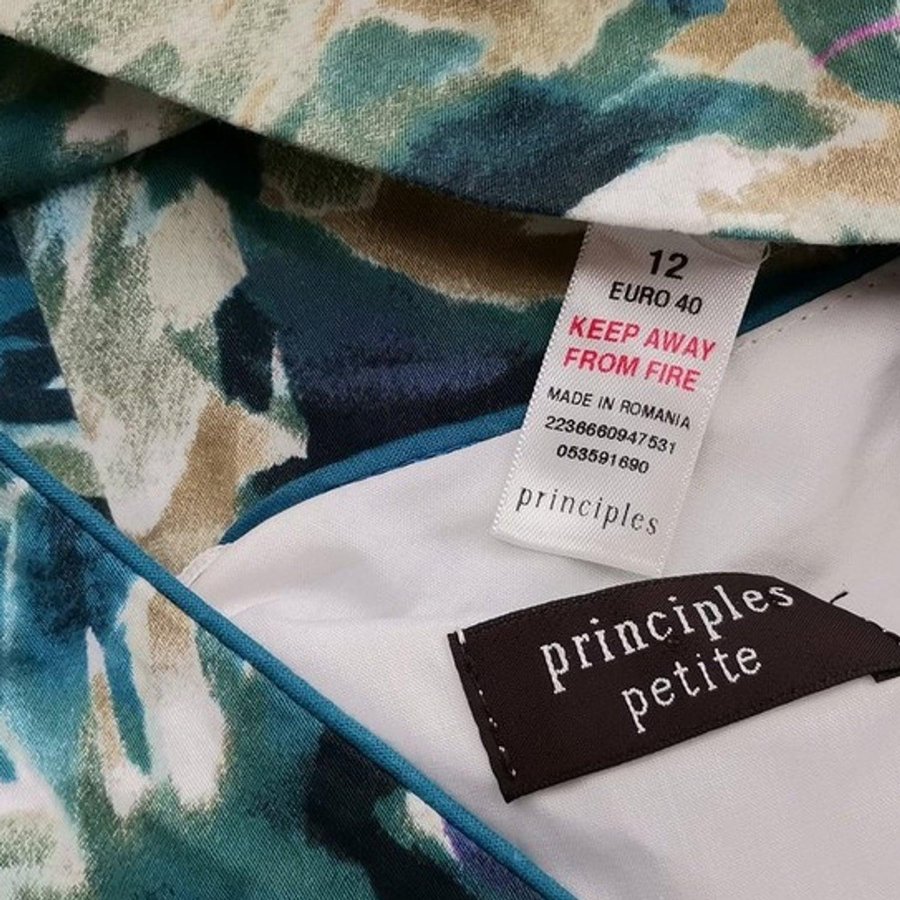 12
EURO 40
KEEP AWAY
FROM FIRE
MADE IN ROMANIA
2236660947531
053591690
principles
principles
petite